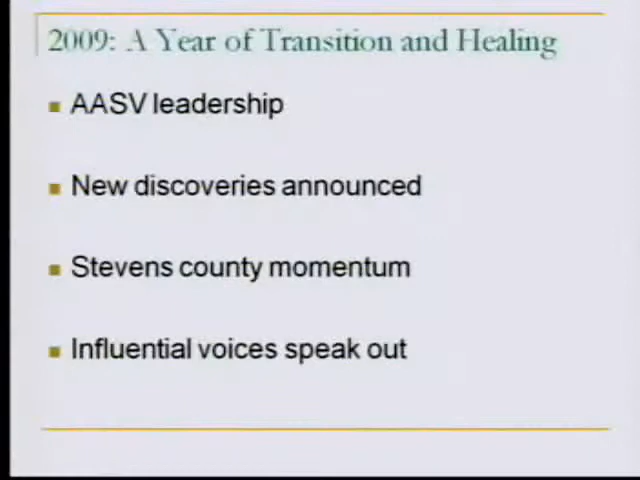 2009: A Year of Transition and Healing
AASV leadership
New discoveries announced
Stevens county momentum
Influential voices speak out